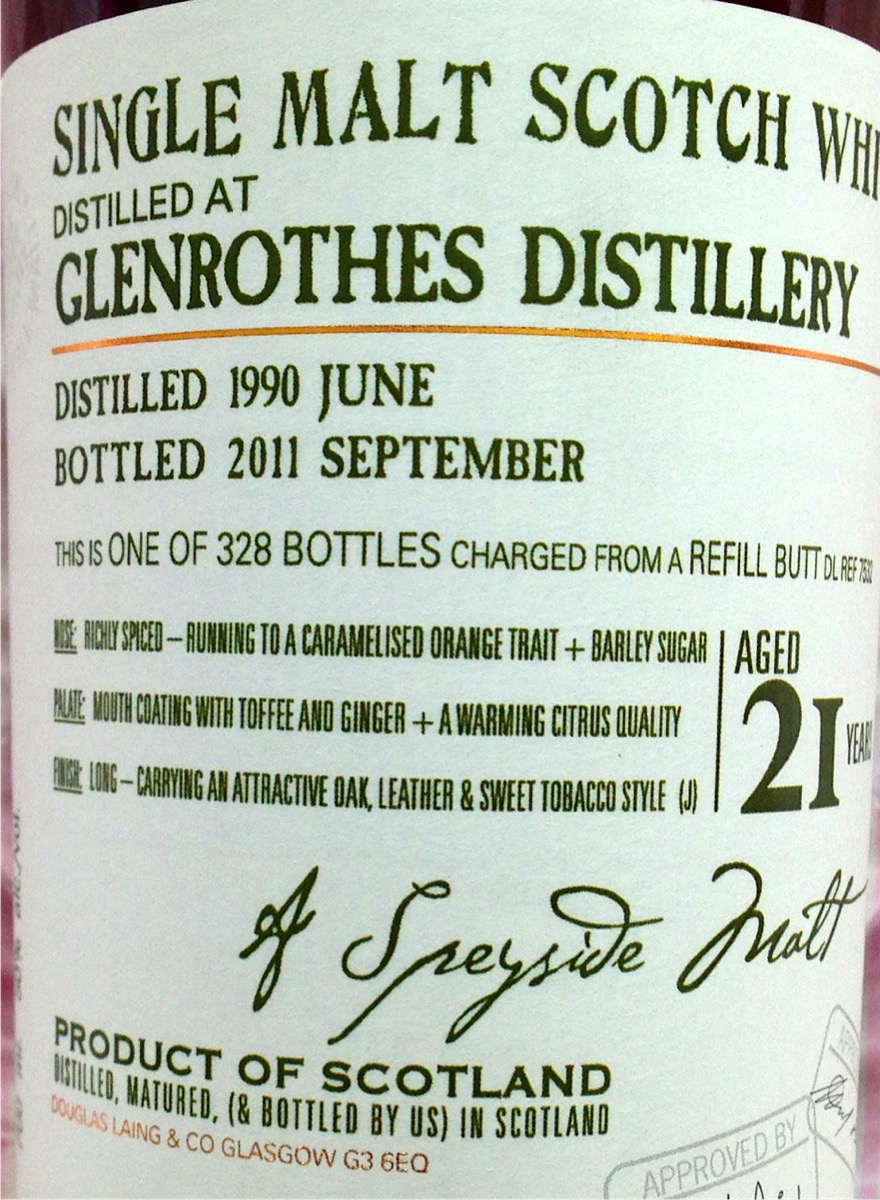 SINGLE MALT SCOTCH WHI
DISTILLED AT
GLENROTHES DISTILLERY
DISTILLED 1990 JUNE
BOTTLED 2011 SEPTEMBER
THIS IS ONE OF 328 BOTTLES CHARGED FROM A REFILL BUTT DL REF 7532
NOSE: RICHLY SPICED – RUNNING TO A CARAMELISED ORANGE TRAIT + BARLEY SUGAR
PALATE: MOUTH COATING WITH TOFFEE AND GINGER + A WARMING CITRUS QUALITY
FINISH: LONG – CARRYING AN ATTRACTIVE OAK, LEATHER & SWEET TOBACCO STYLE (J)
AGED
21 YEARS
A Speyside Malt
PRODUCT OF SCOTLAND
DISTILLED, MATURED, (& BOTTLED BY US) IN SCOTLAND
DOUGLAS LAING & CO GLASGOW G3 6EQ
APPROVED BY